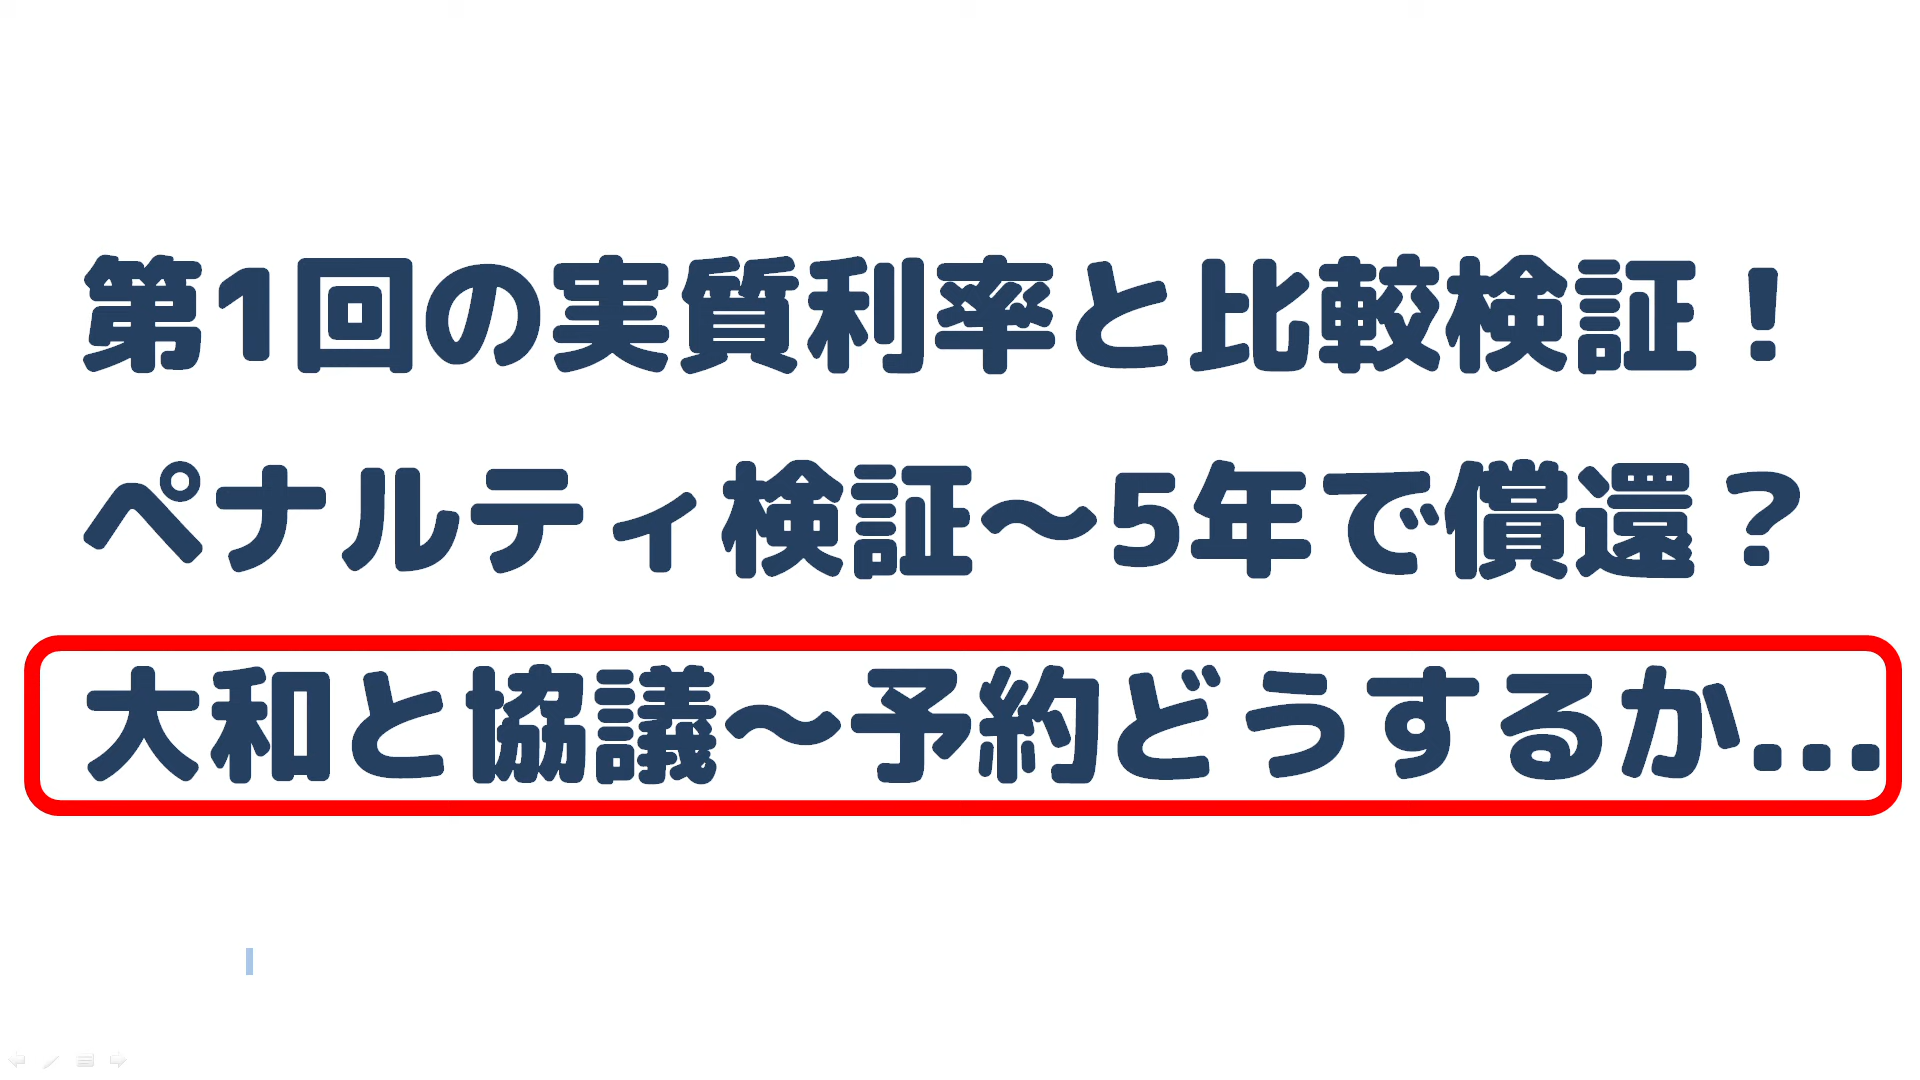 第1回の実質利率と比較検証！
ペナルティ検証～5年で償還？
大和と協議～予約どうするか...